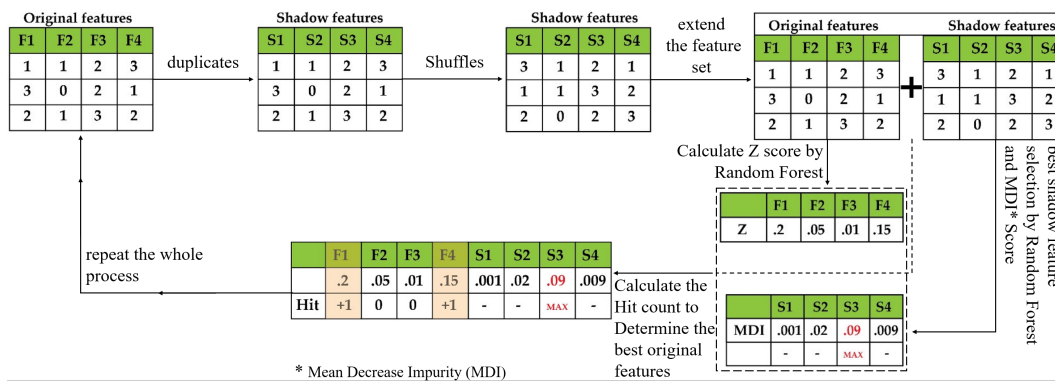 Original features
F1 F2 F3 F4
1 1 2 3
3 0 2 1
2 1 3 2
duplicates
Shadow features
S1 S2 S3 S4
1 1 2 3
3 0 2 1
2 1 3 2
Shuffles
Shadow features
S1 S2 S3 S4
3 1 2 1
1 1 3 2
2 0 2 3
extend
the feature
set
Original features
F1 F2 F3 F4
1 1 2 3
3 0 2 1
2 1 3 2
+
Shadow features
S1 S2 S3 S4
3 1 2 1
1 1 3 2
2 0 2 3
Calculate Z score by
Random Forest
Best shadow feature
selection by Random Forest
and MDI* Score
F1 F2 F3 F4
Z .2 .05 .01 .15
S1 S2 S3 S4
MDI .001 .02 .09 .009
- - MAX -
Calculate the
Hit count to
Determine the
best original
features
F1 F2 F3 F4 S1 S2 S3 S4
.2 .05 .01 .15 .001 .02 .09 .009
Hit +1 0 0 +1 - - MAX -
repeat the whole
process
* Mean Decrease Impurity (MDI)